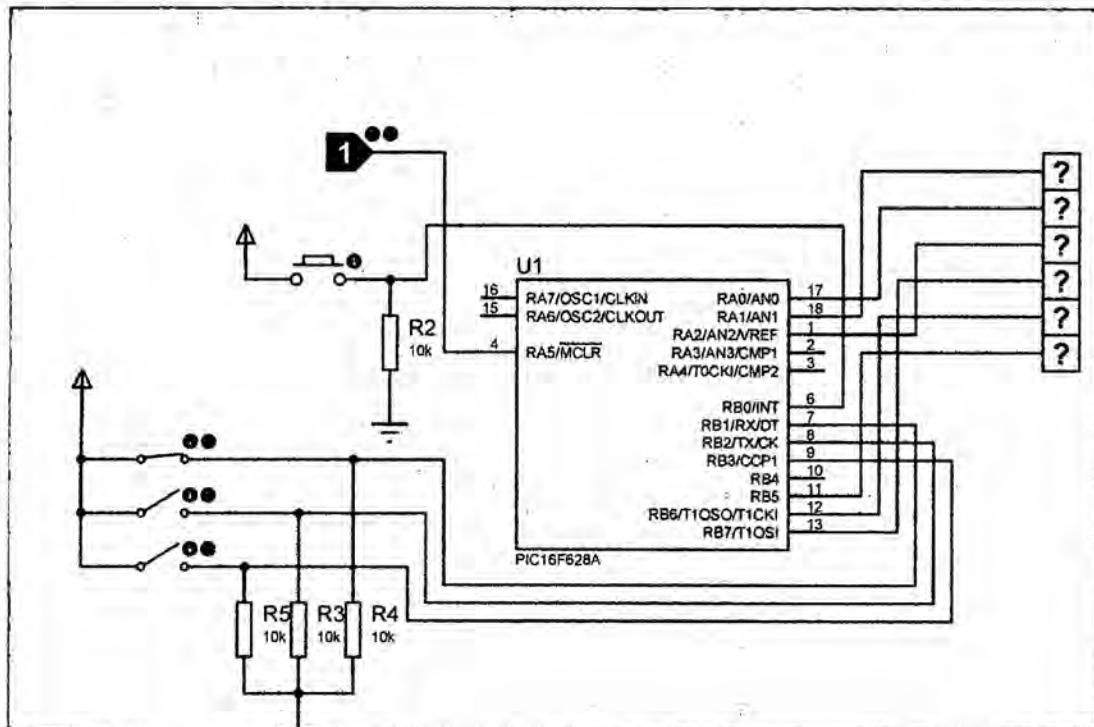 1
?
?
?
?
?
?
U1
16 RA7/OSC1/CLKIN RA0/AN0 17
15 RA6/OSC2/CLKOUT RA1/AN1 18
RA2/AN2/VREF 1
4 RA5/MCLR RA3/AN3/CMP1 2
RA4/T0CKI/CMP2 3
R2
10k
RB0/INT 6
RB1/RX/DT 7
RB2/TX/CK 8
RB3/CCP1 9
RB4 10
RB5 11
RB6/T1OSO/T1CKI 12
RB7/T1OSI 13
PIC16F628A
R5 R3 R4
10k 10k 10k